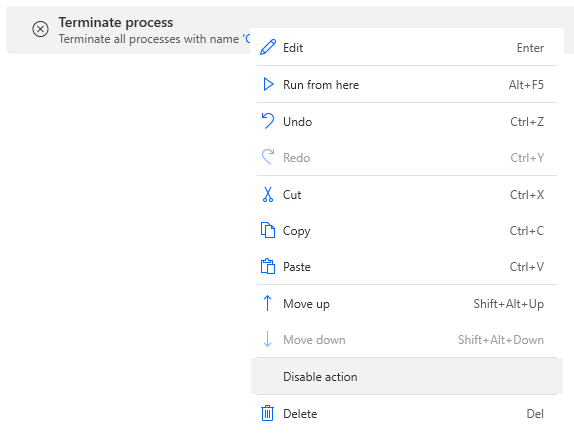 Terminate process
Terminate all processes with name
Edit Enter
Run from here Alt+F5
Undo Ctrl+Z
Redo Ctrl+Y
Cut Ctrl+X
Copy Ctrl+C
Paste Ctrl+V
Move up Shift+Alt+Up
Move down Shift+Alt+Down
Disable action
Delete Del